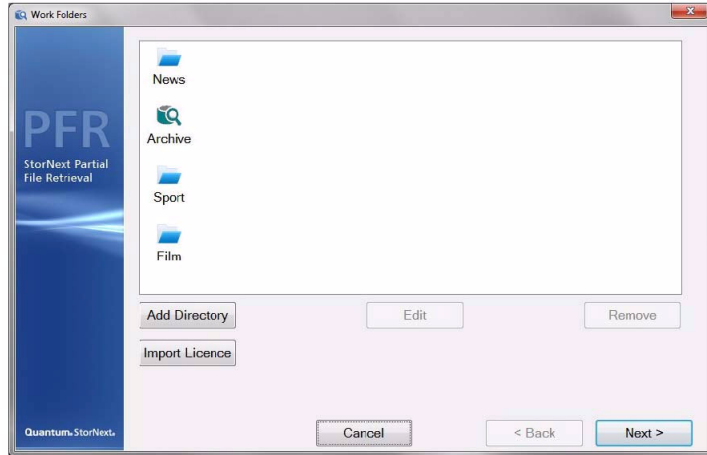 Work Folders
PFR
StorNext Partial
File Retrieval
News
Archive
Sport
Film
Add Directory
Edit
Remove
Import Licence
Quantum. StorNext.
Cancel
< Back
Next >